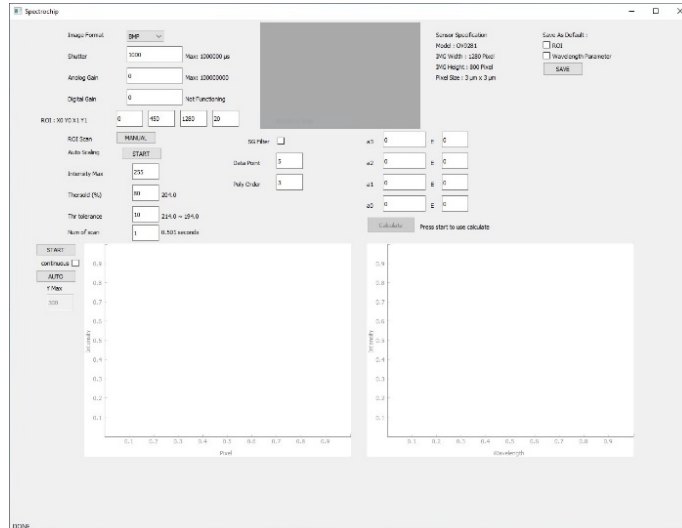 Spectrochip
Image Format BMP
Shutter 1000 Max: 1000000 μs
Analog Gain 0 Max: 100000000
Digital Gain 0 Not Functioning
ROI : X0 Y0 X1 Y1 0 450 1280 20
ROI Scan MANUAL
Auto Scaling START
Intensity Max 255
Thersold (%) 80 204.0
Thr tolerance 10 214.0 ~ 194.0
Num of scan 1 0.501 seconds
SG Filter
Data Point 5
Poly Order 3
Sensor Specification
Model : OV9281
IMG Width : 1280 Pixel
IMG Height : 800 Pixel
Pixel Size : 3 μm x 3 μm
Save As Default :
ROI
Wavelength Parameter
SAVE
a3 0 E 0
a2 0 E 0
a1 0 E 0
a0 0 E 0
Calculate Press start to use calculate
START
continuous
AUTO
Y Max
300
Intensity
0.9
0.8
0.7
0.6
0.5
0.4
0.3
0.2
0.1
0.1 0.2 0.3 0.4 0.5 0.6 0.7 0.8 0.9
Pixel
Intensity
0.9
0.8
0.7
0.6
0.5
0.4
0.3
0.2
0.1
0.1 0.2 0.3 0.4 0.5 0.6 0.7 0.8 0.9
Wavelength
DONE